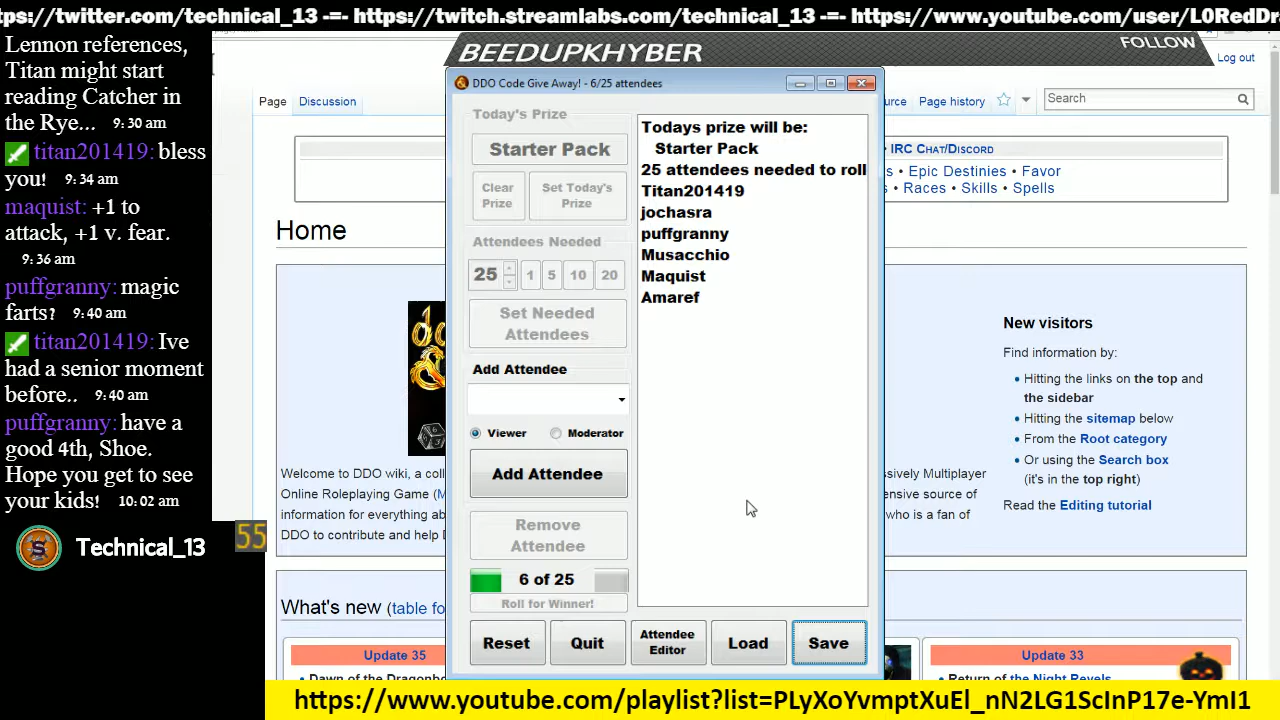 ttps://twitter.com/technical_13 -=- https://twitch.streamlabs.com/technical_13 -=- https://www.youtube.com/user/L0RedDr
Lennon references,
Titan might start
reading Catcher in
the Rye... 9:30 am
titan201419: bless
you! 9:34 am
maquist: +1 to
attack, +1 v. fear.
9:36 am
puffgranny: magic
farts? 9:40 am
titan201419: Ive
had a senior moment
before.. 9:40 am
puffgranny: have a
good 4th, Shoe.
Hope you get to see
your kids! 10:02 am
Technical_13
55
BEEDUPKHYBER
FOLLOW
Log out
Page
Discussion
urce
Page history
Search
DDO Code Give Away! - 6/25 attendees
Today's Prize
Starter Pack
Clear
Prize
Set Today's
Prize
Attendees Needed
25
1
5
10
20
Set Needed
Attendees
Add Attendee
Viewer
Moderator
Add Attendee
Remove
Attendee
6 of 25
Roll for Winner!
Todays prize will be:
Starter Pack
25 attendees needed to roll
Titan201419
jochasra
puffgranny
Musacchio
Maquist
Amaref
Reset
Quit
Attendee
Editor
Load
Save
IRC Chat/Discord
s • Epic Destinies • Favor
• Races • Skills • Spells
Home
Welcome to DDO wiki, a coll
Online Roleplaying Game (M
information for everything abo
DDO to contribute and help D
ssively Multiplayer
ensive source of
who is a fan of
New visitors
Find information by:
• Hitting the links on the top and
the sidebar
• Hitting the sitemap below
• From the Root category
• Or using the Search box
(it's in the top right)
Read the Editing tutorial
What's new (table fo
Update 35
Dawn of the Dragonbo
Update 33
Return of the Night Revels
https://www.youtube.com/playlist?list=PLyXoYvmptXuEl_nN2LG1ScInP17e-YmI1